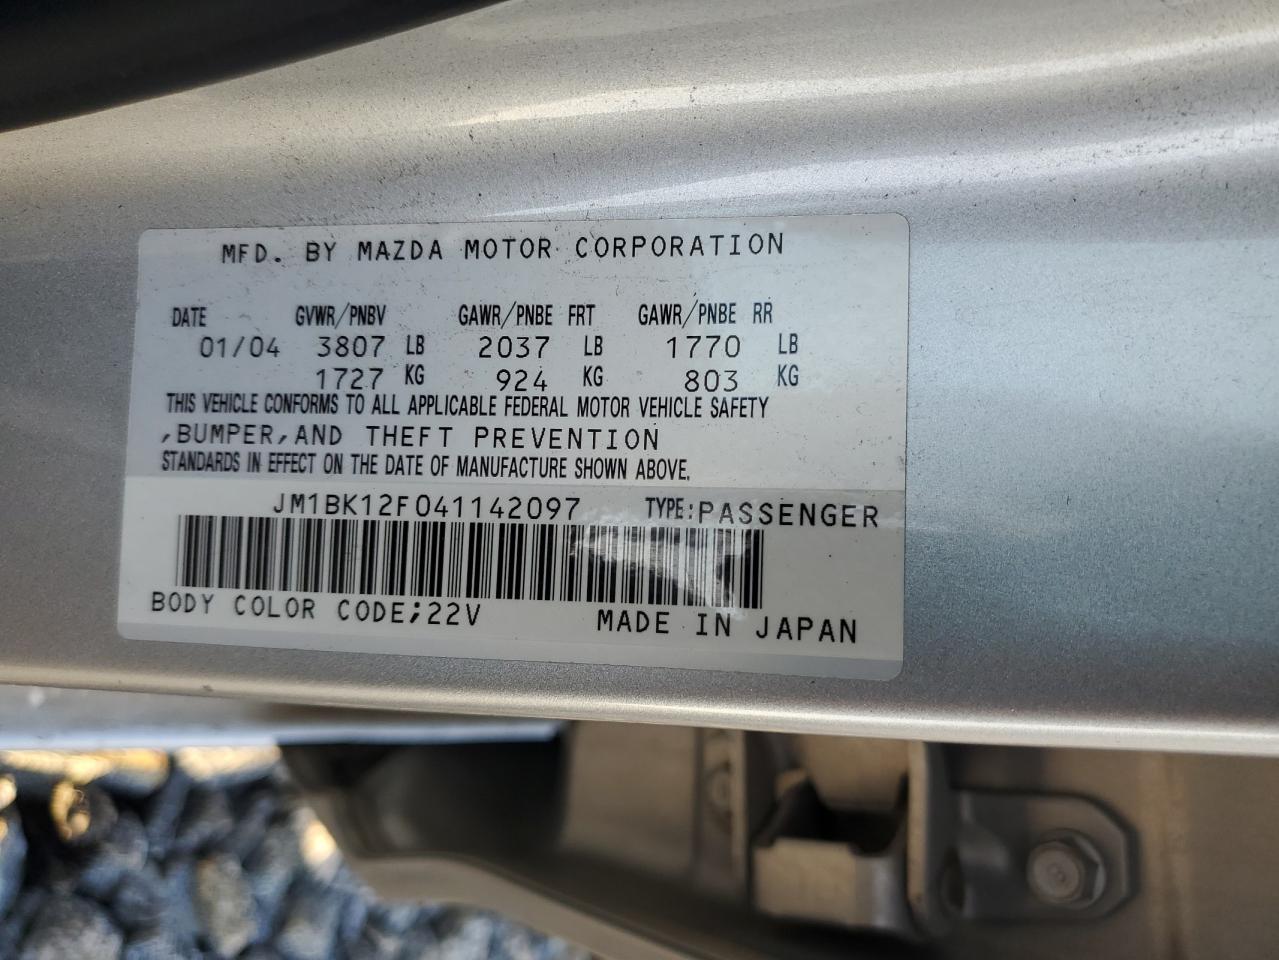 MFD. BY MAZDA MOTOR CORPORATION
DATE GVWR/PNBV GAWR/PNBE FRT GAWR/PNBE RR
01/04 3807 LB 2037 LB 1770 LB
1727 KG 924 KG 803 KG
THIS VEHICLE CONFORMS TO ALL APPLICABLE FEDERAL MOTOR VEHICLE SAFETY
,BUMPER,AND THEFT PREVENTION
STANDARDS IN EFFECT ON THE DATE OF MANUFACTURE SHOWN ABOVE.
JM1BK12F041142097 TYPE:PASSENGER
BODY COLOR CODE;22V MADE IN JAPAN